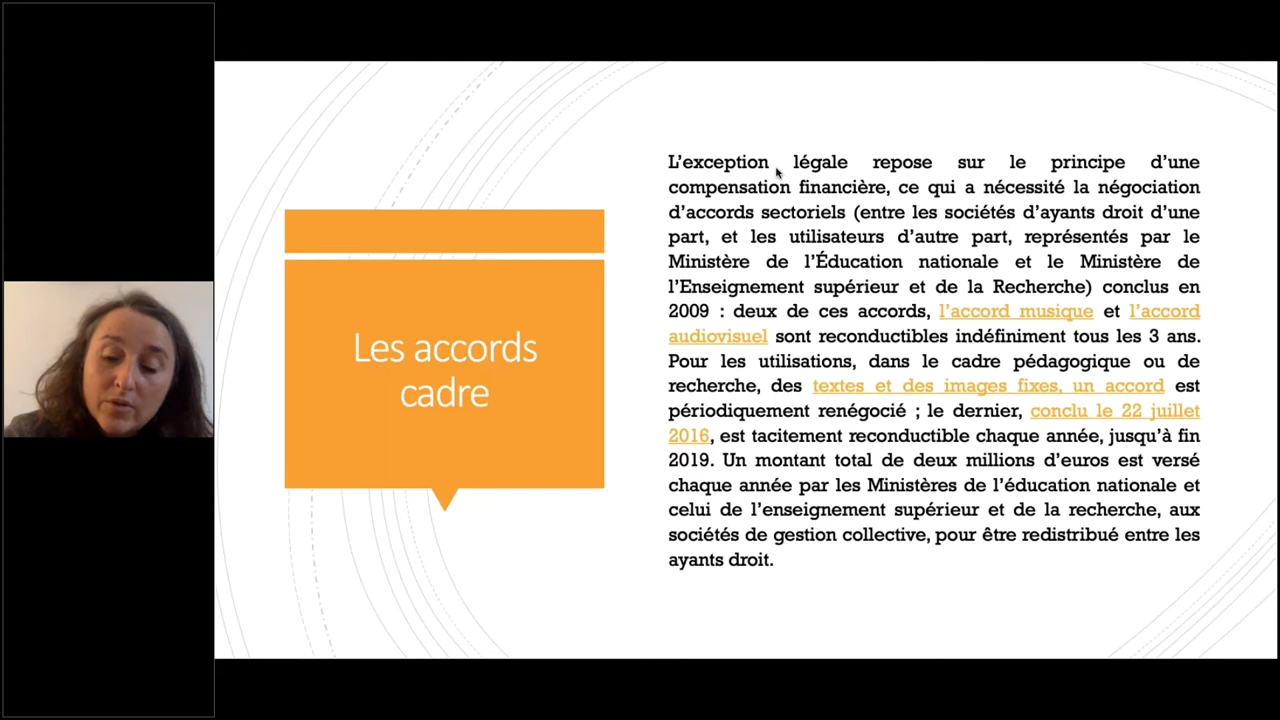 Les accords
cadre
L’exception légale repose sur le principe d’une
compensation financière, ce qui a nécessité la négociation
d’accords sectoriels (entre les sociétés d’ayants droit d’une
part, et les utilisateurs d’autre part, représentés par le
Ministère de l’Éducation nationale et le Ministère de
l’Enseignement supérieur et de la Recherche) conclus en
2009 : deux de ces accords, l’accord musique et l’accord
audiovisuel sont reconductibles indéfiniment tous les 3 ans.
Pour les utilisations, dans le cadre pédagogique ou de
recherche, des textes et des images fixes, un accord est
périodiquement renégocié ; le dernier, conclu le 22 juillet
2016, est tacitement reconductible chaque année, jusqu’à fin
2019. Un montant total de deux millions d’euros est versé
chaque année par les Ministères de l’éducation nationale et
celui de l’enseignement supérieur et de la recherche, aux
sociétés de gestion collective, pour être redistribué entre les
ayants droit.